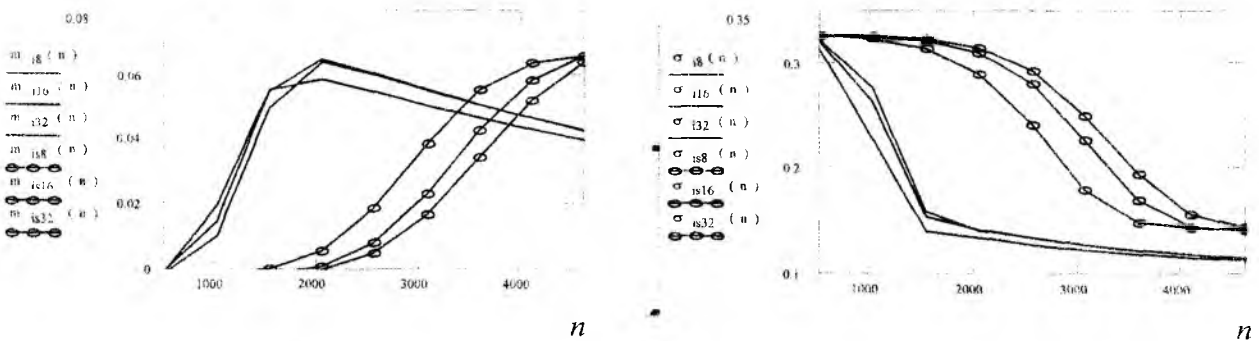 0.08
m i8 ( n )
m i16 ( n )
m i32 ( n )
m is8 ( n )
m is16 ( n )
m is32 ( n )
0.06
0.04
0.02
0
1000 2000 3000 4000
n
0.35
σ i8 ( n )
σ i16 ( n )
σ i32 ( n )
σ is8 ( n )
σ is16 ( n )
σ is32 ( n )
0.3
0.2
0.1
1000 2000 3000 4000
n